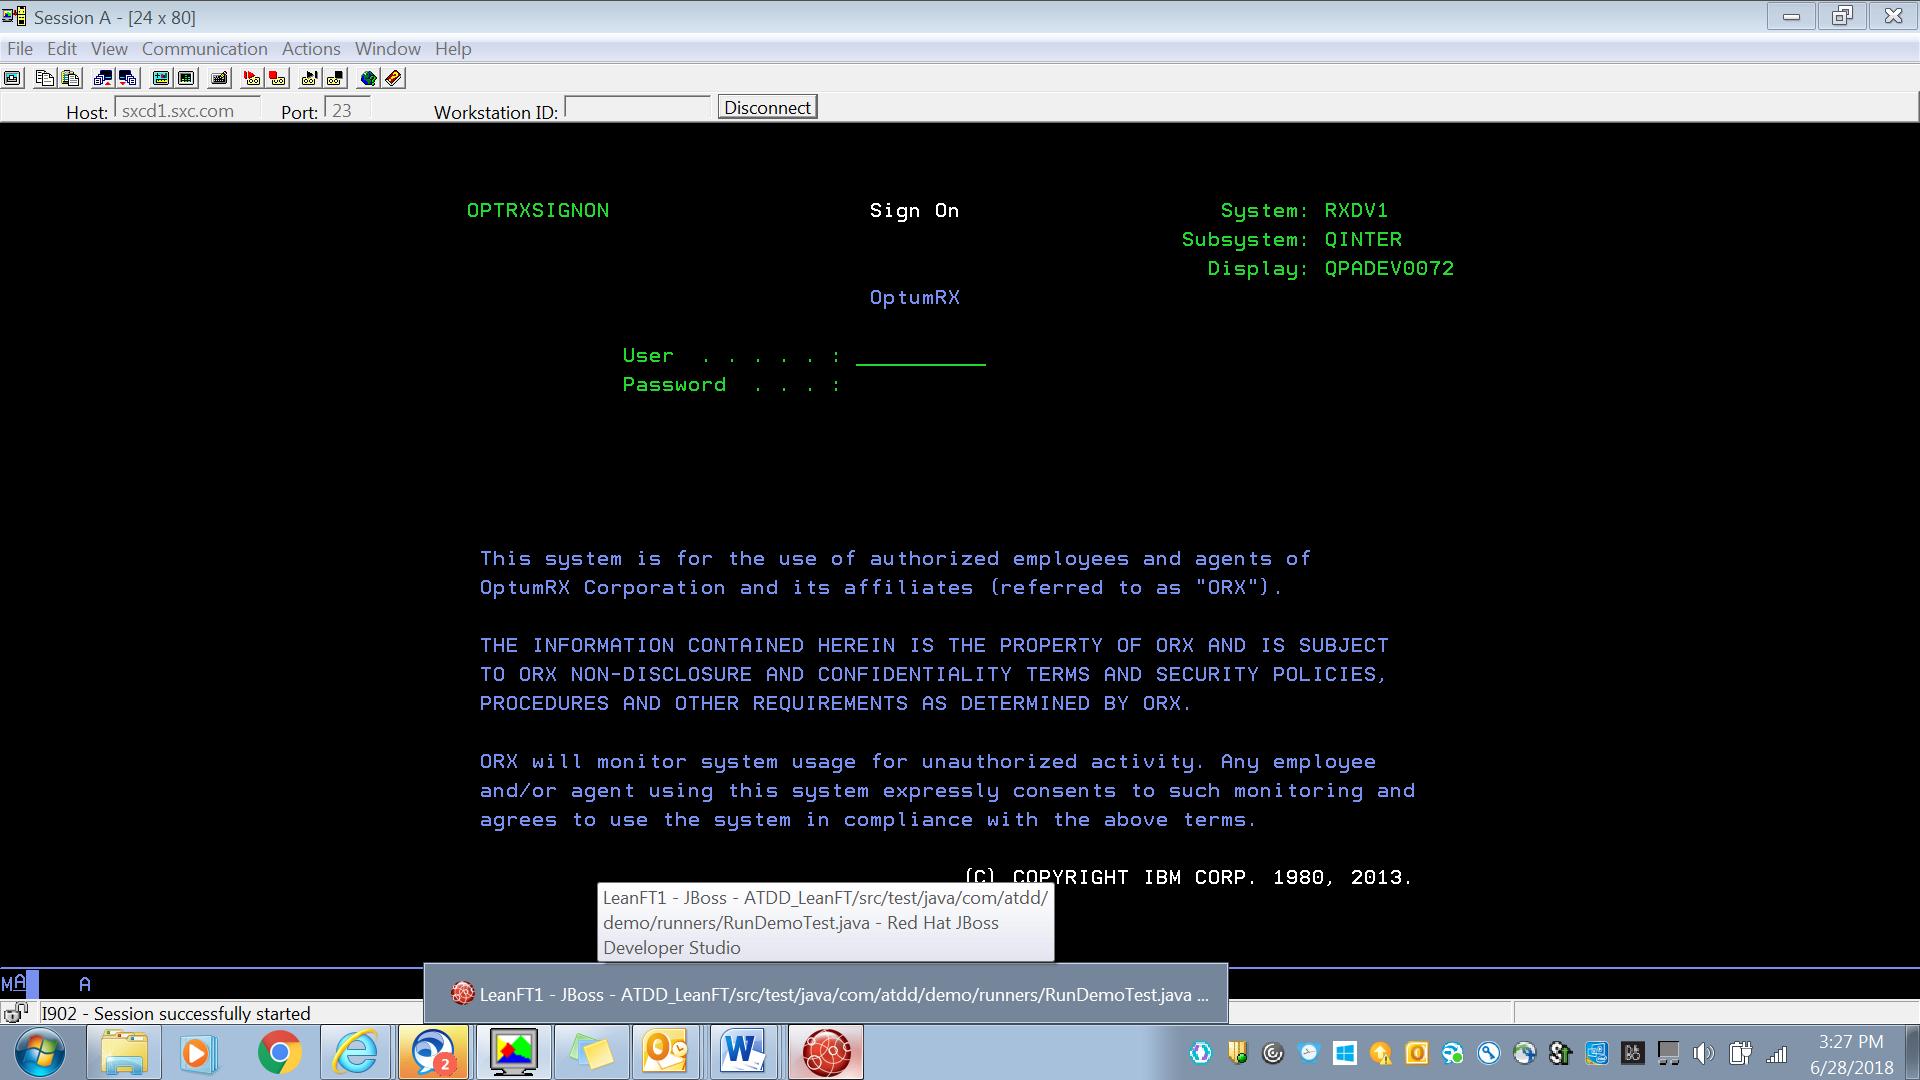 Session A - [24 x 80]
File Edit View Communication Actions Window Help
Host: sxcd1.sxc.com Port: 23 Workstation ID: Disconnect
OPTRXSIGNON Sign On System: RXDV1
Subsystem: QINTER
Display: QPADEV0072
OptumRX
User . . . . . :
Password . . . :
This system is for the use of authorized employees and agents of
OptumRX Corporation and its affiliates (referred to as "ORX").
THE INFORMATION CONTAINED HEREIN IS THE PROPERTY OF ORX AND IS SUBJECT
TO ORX NON-DISCLOSURE AND CONFIDENTIALITY TERMS AND SECURITY POLICIES,
PROCEDURES AND OTHER REQUIREMENTS AS DETERMINED BY ORX.
ORX will monitor system usage for unauthorized activity. Any employee
and/or agent using this system expressly consents to such monitoring and
agrees to use the system in compliance with the above terms.
(C) COPYRIGHT IBM CORP. 1980, 2013.
LeanFT1 - JBoss - ATDD_LeanFT/src/test/java/com/atdd/
demo/runners/RunDemoTest.java - Red Hat JBoss
Developer Studio
MA A
LeanFT1 - JBoss - ATDD_LeanFT/src/test/java/com/atdd/demo/runners/RunDemoTest.java ...
I902 - Session successfully started
2
3:27 PM
6/28/2018